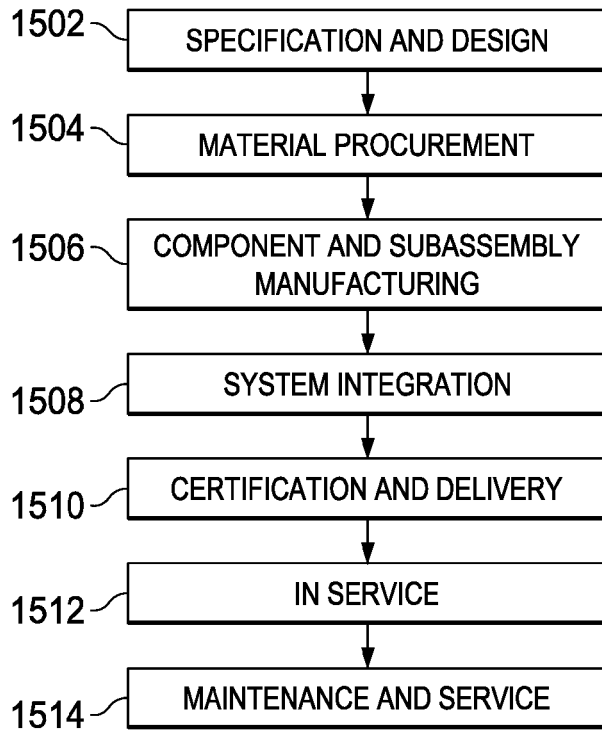 1502
SPECIFICATION AND DESIGN
1504
MATERIAL PROCUREMENT
1506
COMPONENT AND SUBASSEMBLY
MANUFACTURING
1508
SYSTEM INTEGRATION
1510
CERTIFICATION AND DELIVERY
1512
IN SERVICE
1514
MAINTENANCE AND SERVICE